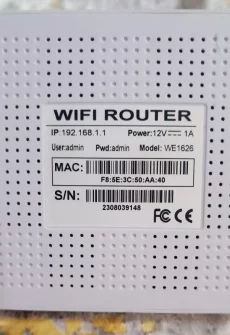 WIFI ROUTER
IP:192.168.1.1 Power:12V⎓1A
User:admin Pwd:admin Model: WE1626
MAC:
F8:5E:3C:50:AA:40
S/N:
2308039148
FC CE